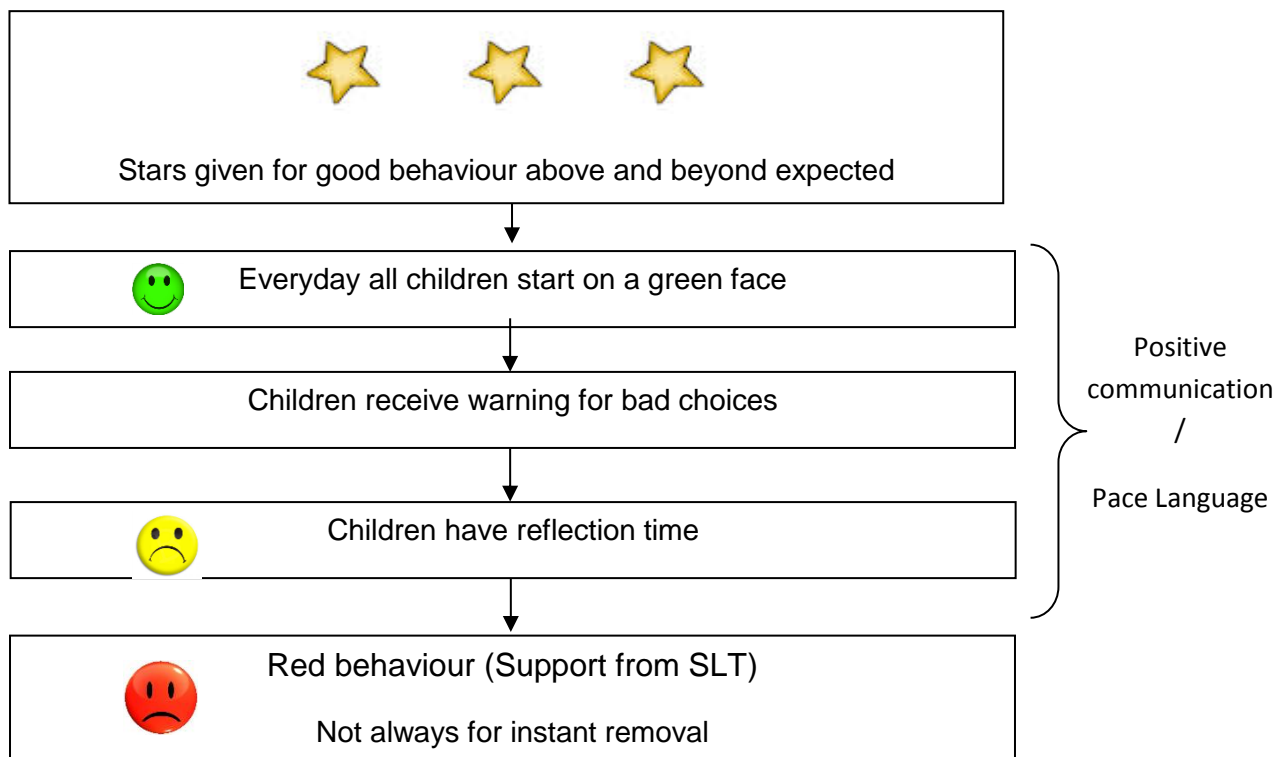 Stars given for good behaviour above and beyond expected
Everyday all children start on a green face
Children receive warning for bad choices
Children have reflection time
Red behaviour (Support from SLT)
Not always for instant removal
Positive
communication
/
Pace Language